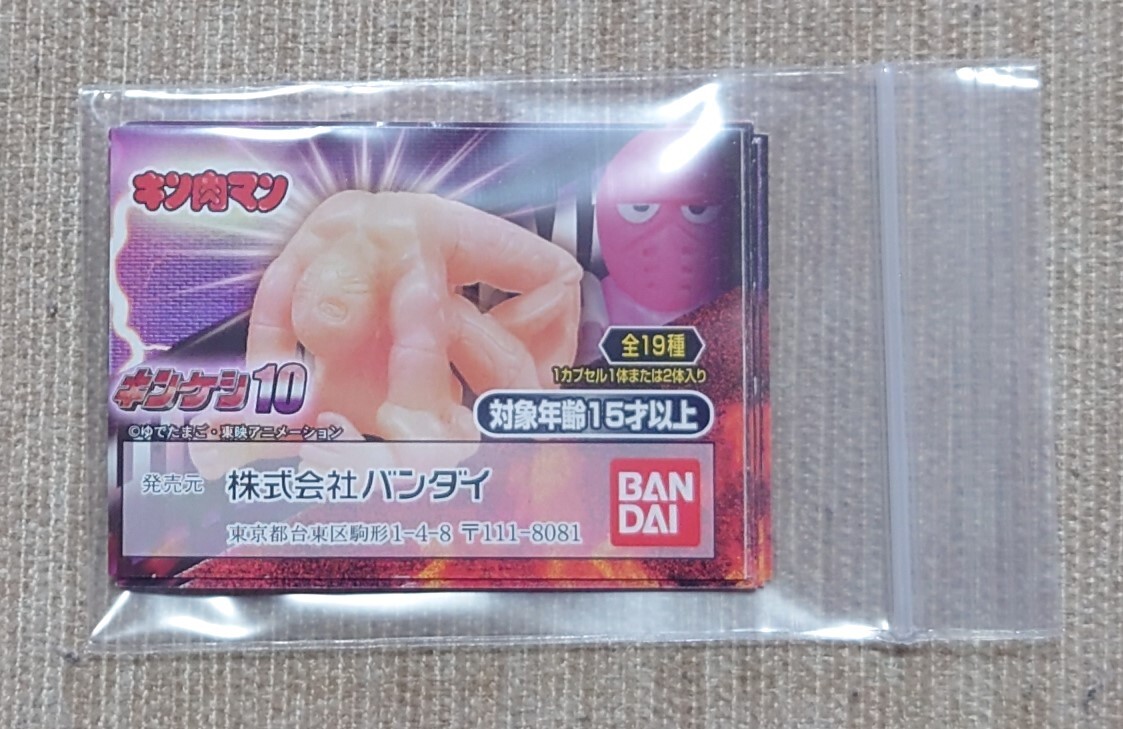 キン肉マン
全19種
1カプセル1体または2体入り
キンケシ10
対象年齢15才以上
©ゆでたまご・東映アニメーション
発売元 株式会社バンダイ
東京都台東区駒形1-4-8 〒111-8081
BAN
DAI